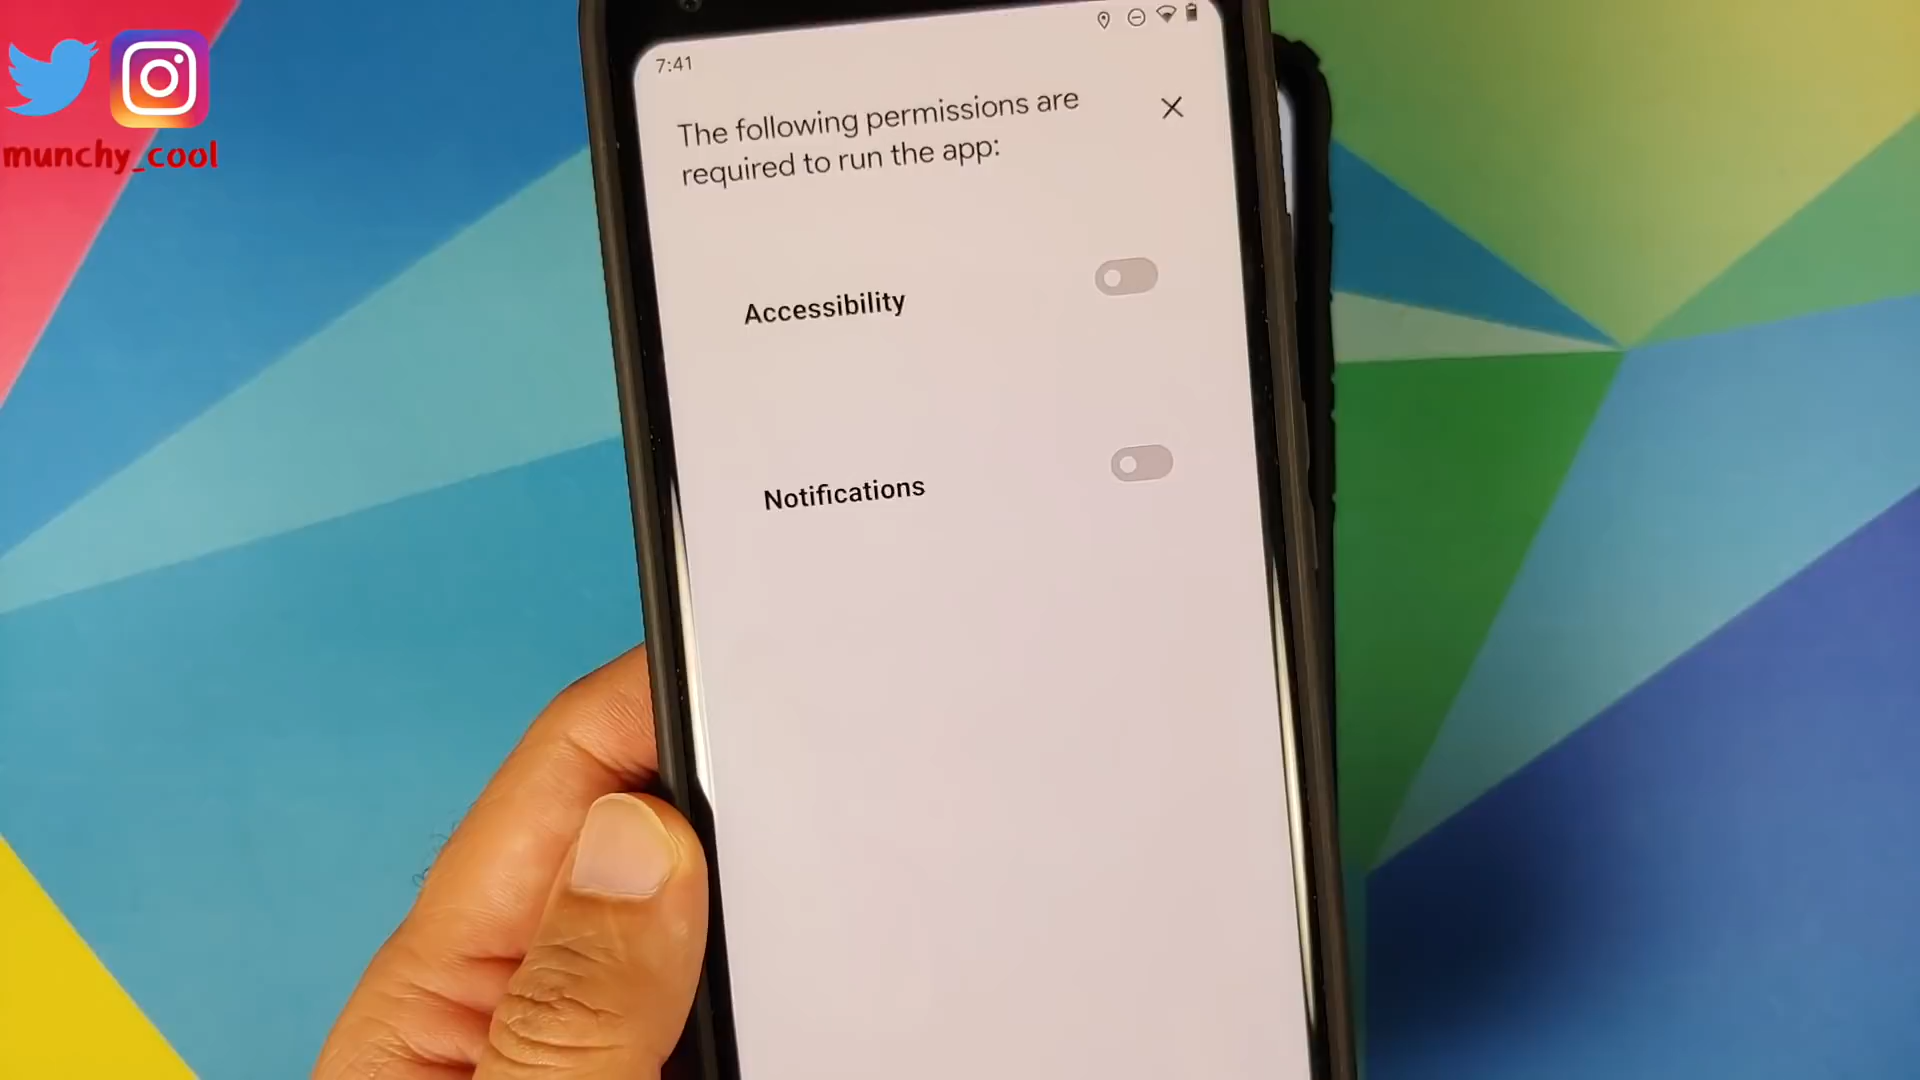 munchy_cool
7:41
The following permissions are
required to run the app:
Accessibility
Notifications